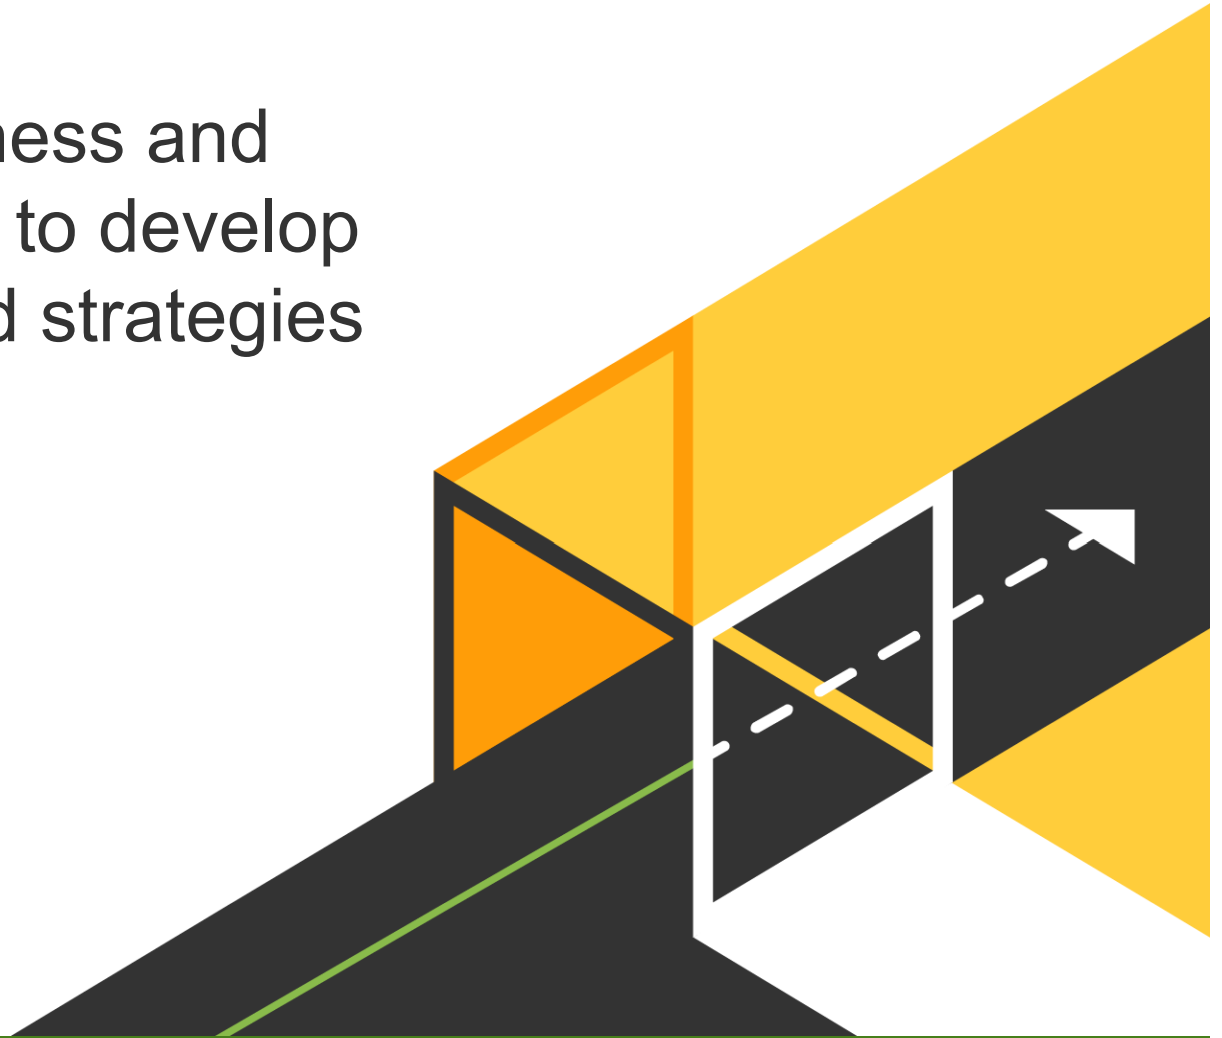 ness and
to develop
d strategies